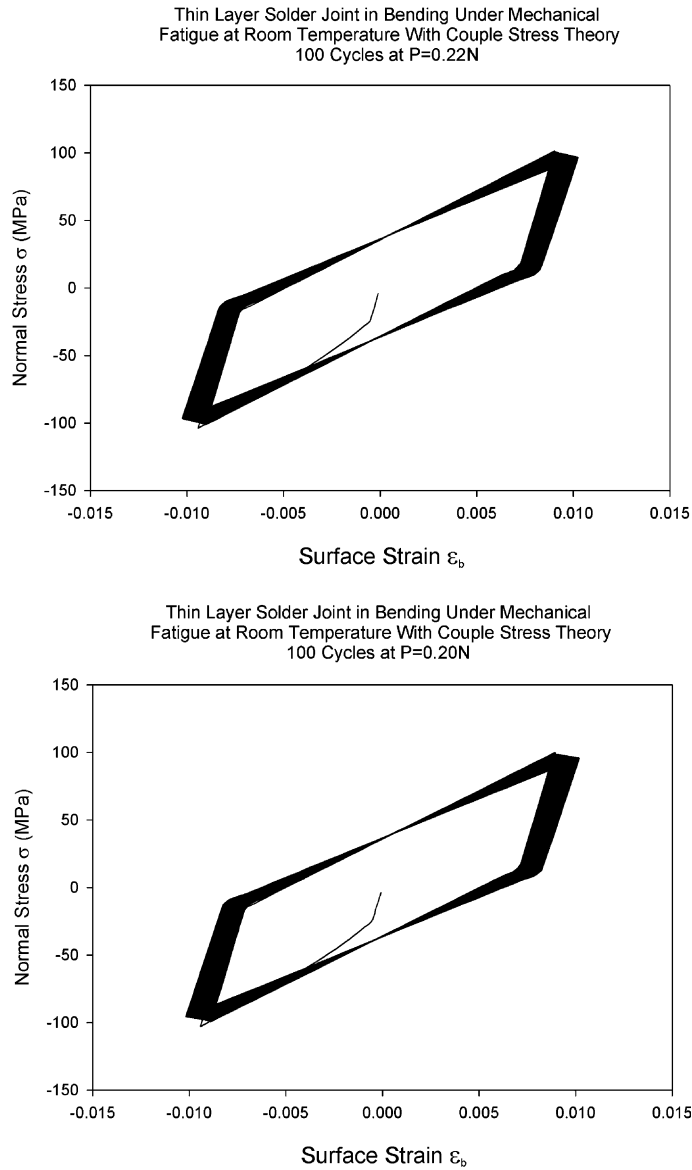 Thin Layer Solder Joint in Bending Under Mechanical
Fatigue at Room Temperature With Couple Stress Theory
100 Cycles at P=0.22N
150
100
50
0
-50
-100
-150
Normal Stress σ (MPa)
-0.015 -0.010 -0.005 0.000 0.005 0.010 0.015
Surface Strain εb
Thin Layer Solder Joint in Bending Under Mechanical
Fatigue at Room Temperature With Couple Stress Theory
100 Cycles at P=0.20N
150
100
50
0
-50
-100
-150
Normal Stress σ (MPa)
-0.015 -0.010 -0.005 0.000 0.005 0.010 0.015
Surface Strain εb